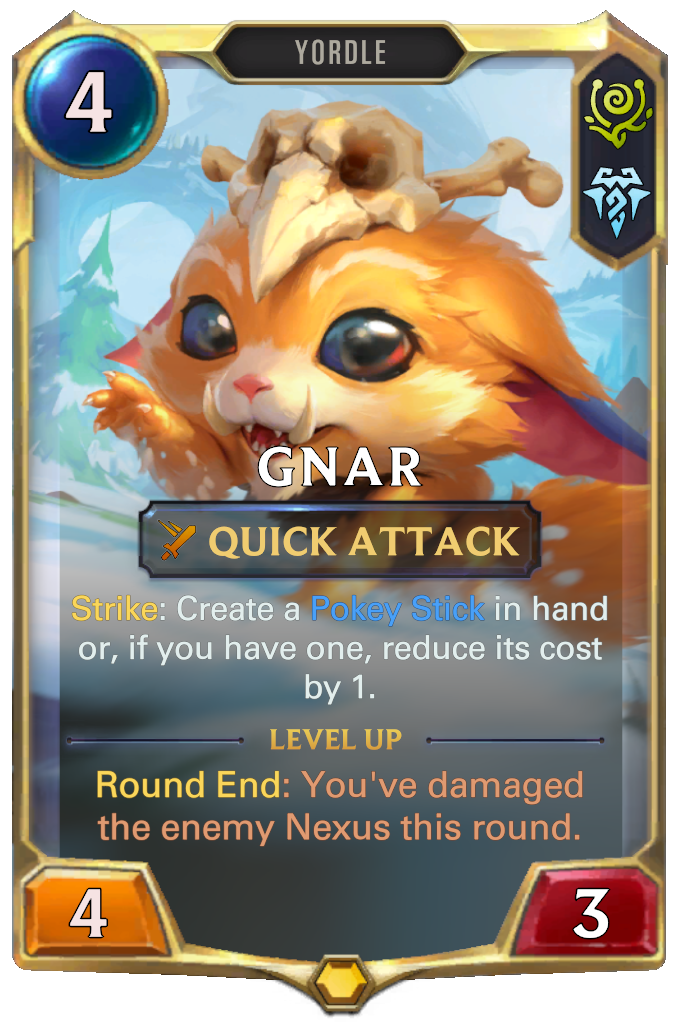 YORDLE
4
GNAR
QUICK ATTACK
Strike: Create a Pokey Stick in hand
or, if you have one, reduce its cost
by 1.
LEVEL UP
Round End: You've damaged
the enemy Nexus this round.
4
3